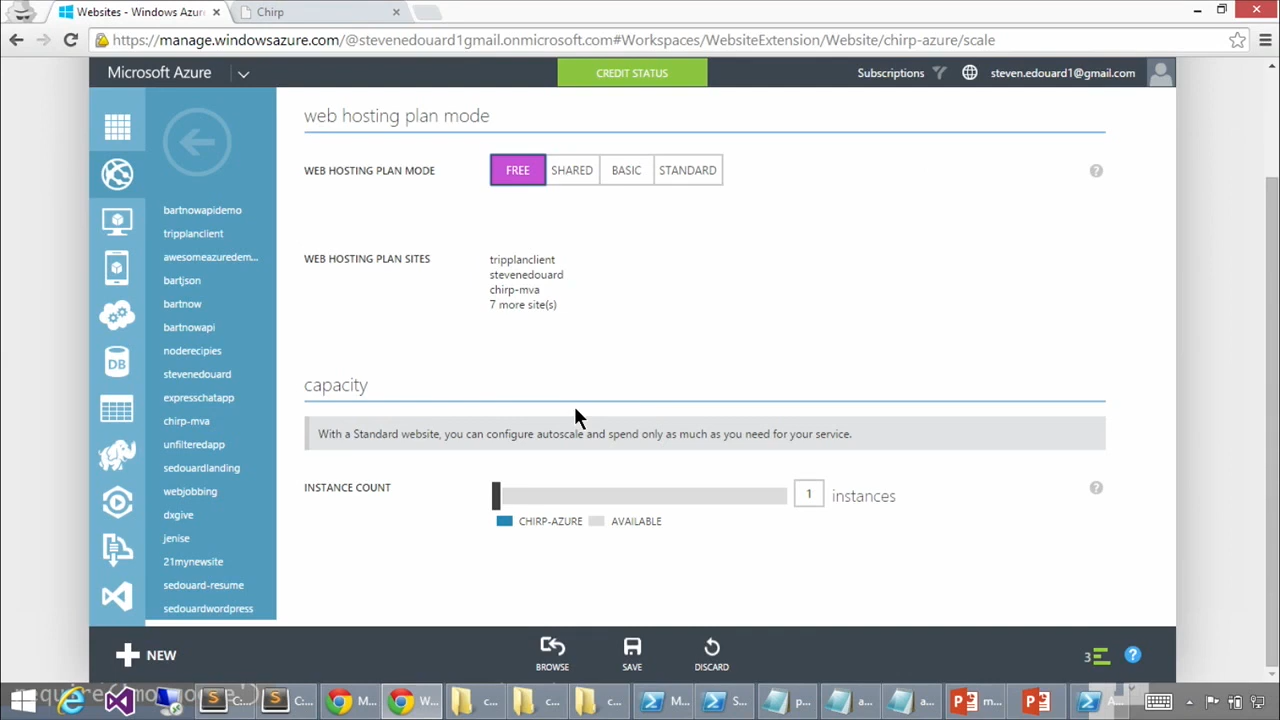 Websites - Windows Azur
Chirp
https://manage.windowsazure.com/@stevenedouard1gmail.onmicrosoft.com#Workspaces/WebsiteExtension/Website/chirp-azure/scale
Microsoft Azure
CREDIT STATUS
Subscriptions
steven.edouard1@gmail.com
bartnowapidemo
tripplanclient
awesomeazuredem...
bartjson
bartnow
bartnowapi
noderecipies
stevenedouard
expresschatapp
chirp-mva
unfilteredapp
sedouardlanding
webjobbing
dxgive
jenise
21mynewsite
sedouard-resume
sedouardwordpress
DB
web hosting plan mode
WEB HOSTING PLAN MODE
FREE SHARED BASIC STANDARD
WEB HOSTING PLAN SITES
tripplanclient
stevenedouard
chirp-mva
7 more site(s)
capacity
With a Standard website, you can configure autoscale and spend only as much as you need for your service.
INSTANCE COUNT
1 instances
CHIRP-AZURE AVAILABLE
NEW
BROWSE
SAVE
DISCARD
3
C... C... M... W... c... c... c... M... S... p... a... a... m...